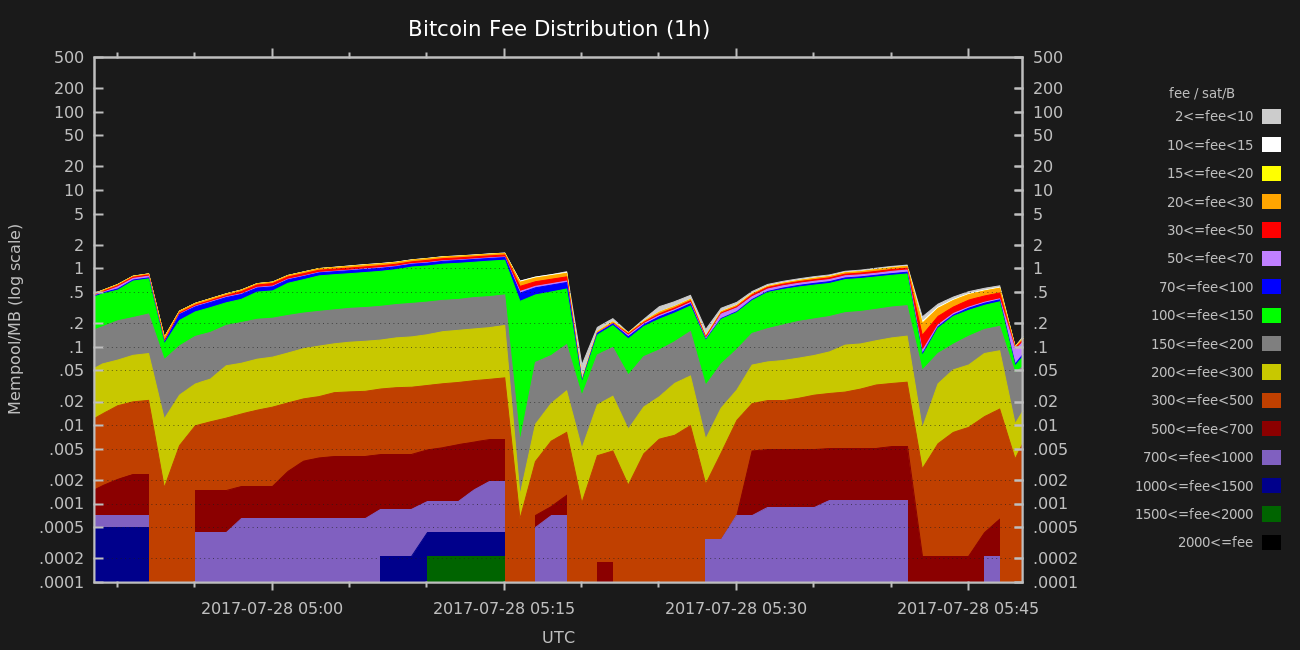 Bitcoin Fee Distribution (1h)
Mempool/MB (log scale)
500
200
100
50
20
10
5
2
1
.5
.2
.1
.05
.02
.01
.005
.002
.001
.0005
.0002
.0001
500
200
100
50
20
10
5
2
1
.5
.2
.1
.05
.02
.01
.005
.002
.001
.0005
.0002
.0001
2017-07-28 05:00
2017-07-28 05:15
2017-07-28 05:30
2017-07-28 05:45
UTC
fee / sat/B
2<=fee<10
10<=fee<15
15<=fee<20
20<=fee<30
30<=fee<50
50<=fee<70
70<=fee<100
100<=fee<150
150<=fee<200
200<=fee<300
300<=fee<500
500<=fee<700
700<=fee<1000
1000<=fee<1500
1500<=fee<2000
2000<=fee